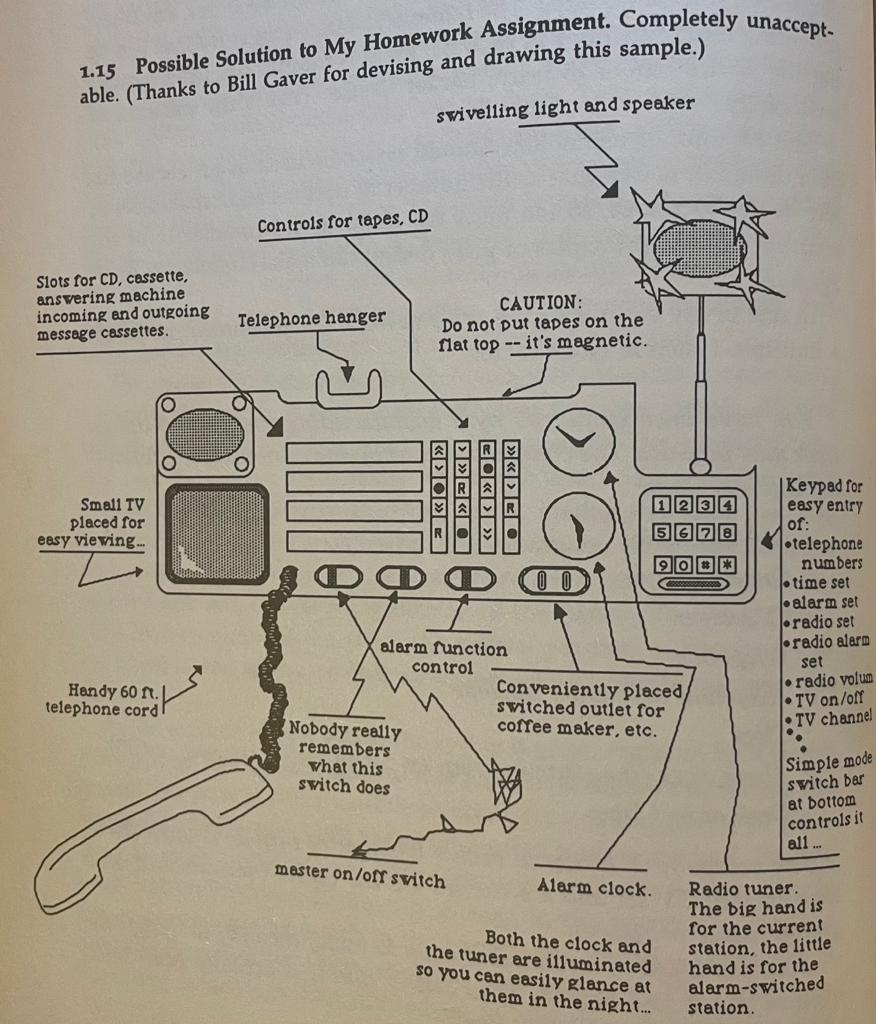 1.15 Possible Solution to My Homework Assignment. Completely unaccept-
able. (Thanks to Bill Gaver for devising and drawing this sample.)
swivelling light and speaker
Controls for tapes, CD
Slots for CD, cassette,
answering machine
incoming and outgoing
message cassettes.
Telephone hanger
CAUTION:
Do not put tapes on the
flat top -- it's magnetic.
R
R
R
R
1 2 3 4
5 6 7 8
9 0 # *
Small TV
placed for
easy viewing...
Keypad for
easy entry
of:
•telephone
numbers
•time set
•alarm set
•radio set
•radio alarm
set
•radio volum
•TV on/off
•TV channel
Simple mode
switch bar
at bottom
controls it
all ...
alarm function
control
Handy 60 ft.
telephone cord
Nobody really
remembers
what this
switch does
Conveniently placed
switched outlet for
coffee maker, etc.
master on/off switch
Alarm clock.
Radio tuner.
The big hand is
for the current
station, the little
hand is for the
alarm-switched
station.
Both the clock and
the tuner are illuminated
so you can easily glance at
them in the night...